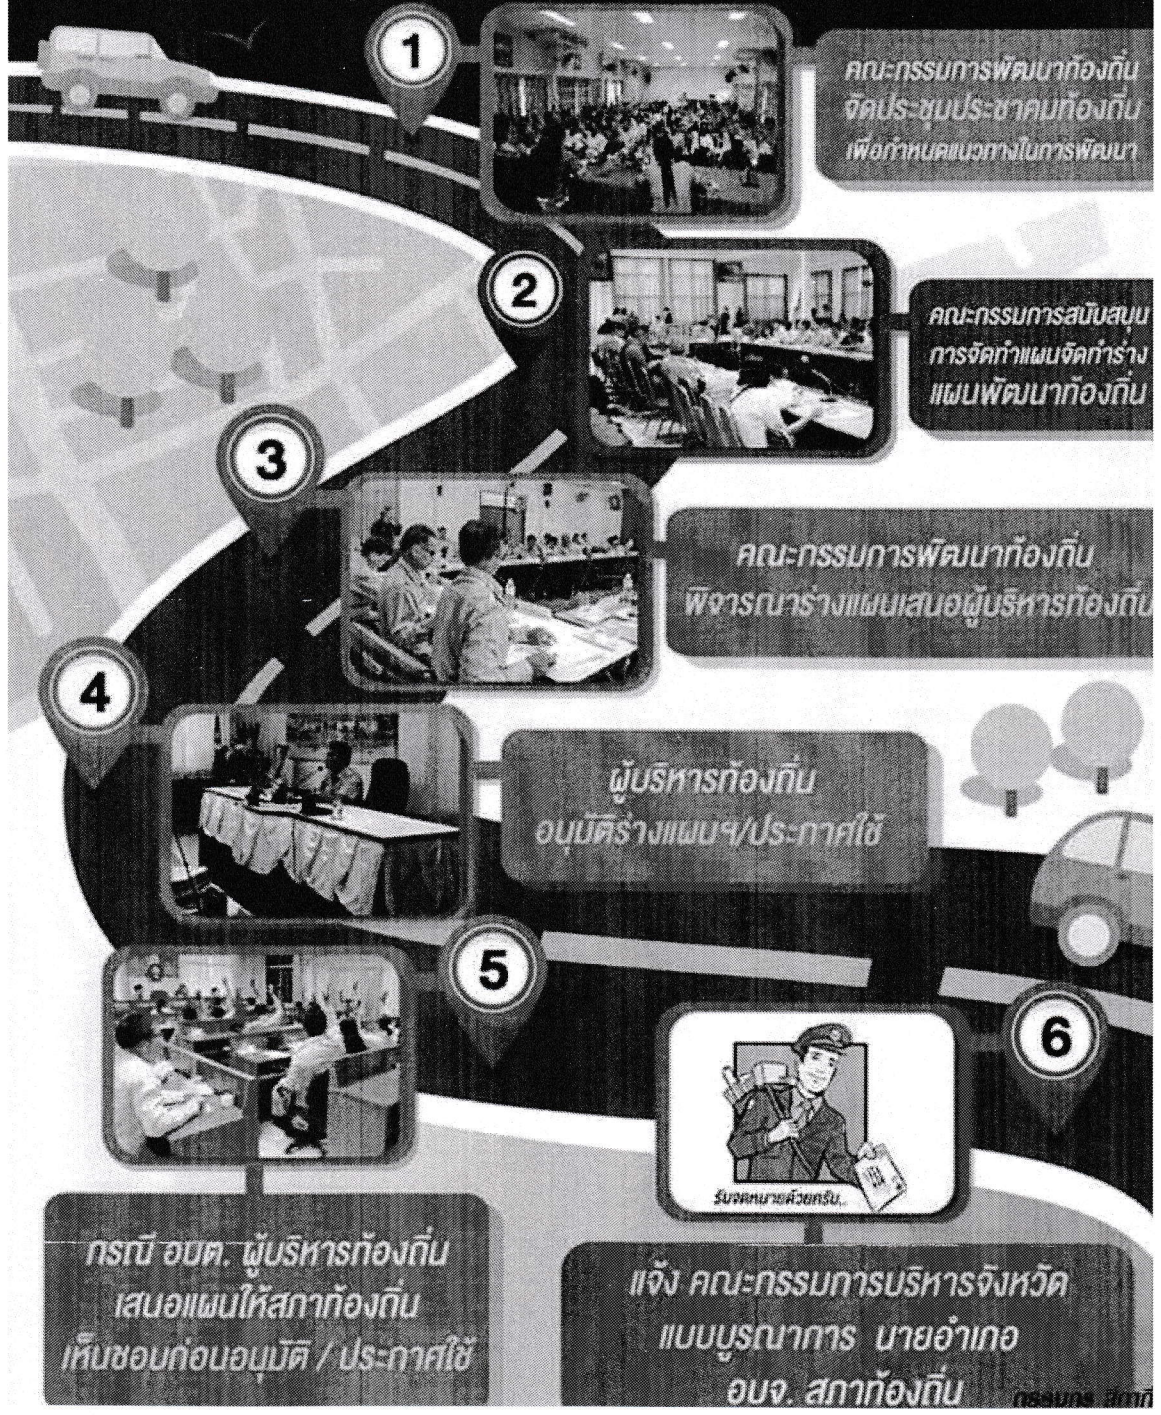 1
คณะกรรมการพัฒนาท้องถิ่น
จัดประชุมประชาคมท้องถิ่น
เพื่อกำหนดแนวทางในการพัฒนา
2
คณะกรรมการสนับสนุน
การจัดทำแผนจัดทำร่าง
แผนพัฒนาท้องถิ่น
3
คณะกรรมการพัฒนาท้องถิ่น
พิจารณาร่างแผนเสนอผู้บริหารท้องถิ่น
4
ผู้บริหารท้องถิ่น
อนุมัติร่างแผนฯ/ประกาศใช้
5
กรณี อบต. ผู้บริหารท้องถิ่น
เสนอแผนให้สภาท้องถิ่น
เห็นชอบก่อนอนุมัติ / ประกาศใช้
6
รับจดหมายด้วยครับ...
แจ้ง คณะกรรมการบริหารจังหวัด
แบบบูรณาการ นายอำเภอ
อบจ. สภาท้องถิ่น